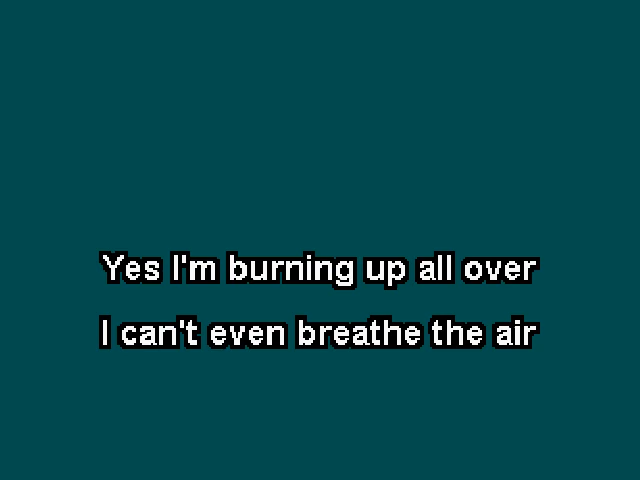 Yes I'm burning up all over
I can't even breathe the air